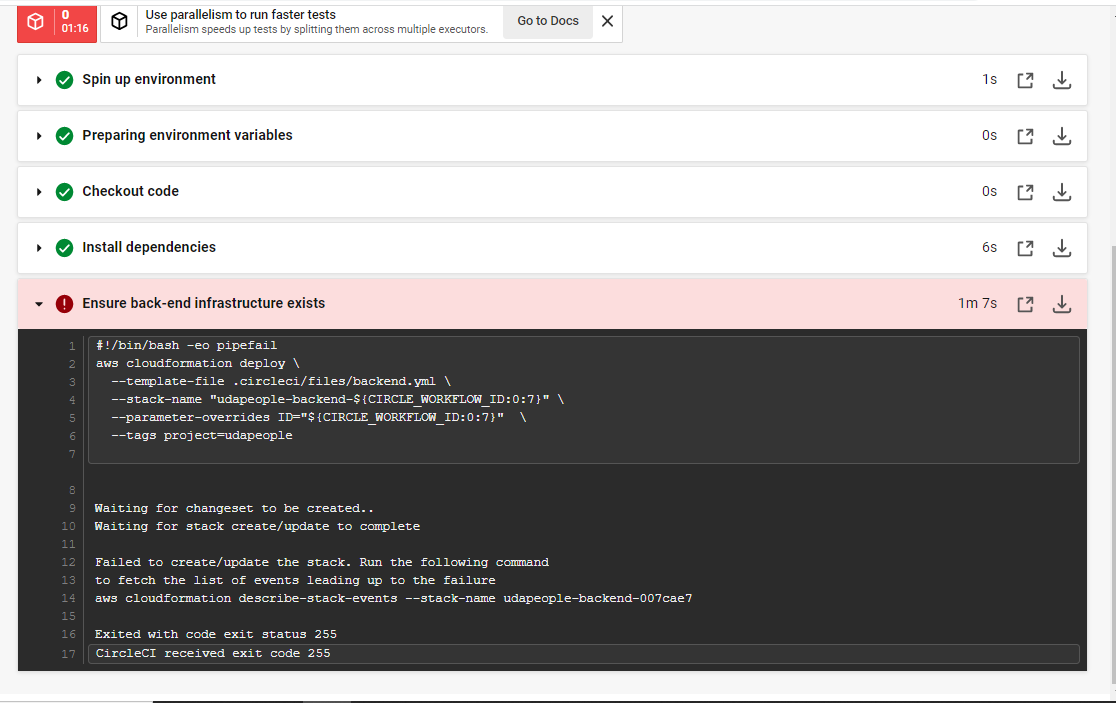 0
01:16
Use parallelism to run faster tests
Parallelism speeds up tests by splitting them across multiple executors.
Go to Docs
Spin up environment
1s
Preparing environment variables
0s
Checkout code
0s
Install dependencies
6s
Ensure back-end infrastructure exists
1m 7s
1 #!/bin/bash -eo pipefail
2 aws cloudformation deploy \
3 --template-file .circleci/files/backend.yml \
4 --stack-name "udapeople-backend-${CIRCLE_WORKFLOW_ID:0:7}" \
5 --parameter-overrides ID="${CIRCLE_WORKFLOW_ID:0:7}"  \
6 --tags project=udapeople
7
8
9 Waiting for changeset to be created..
10 Waiting for stack create/update to complete
11
12 Failed to create/update the stack. Run the following command
13 to fetch the list of events leading up to the failure
14 aws cloudformation describe-stack-events --stack-name udapeople-backend-007cae7
15
16 Exited with code exit status 255
17 CircleCI received exit code 255